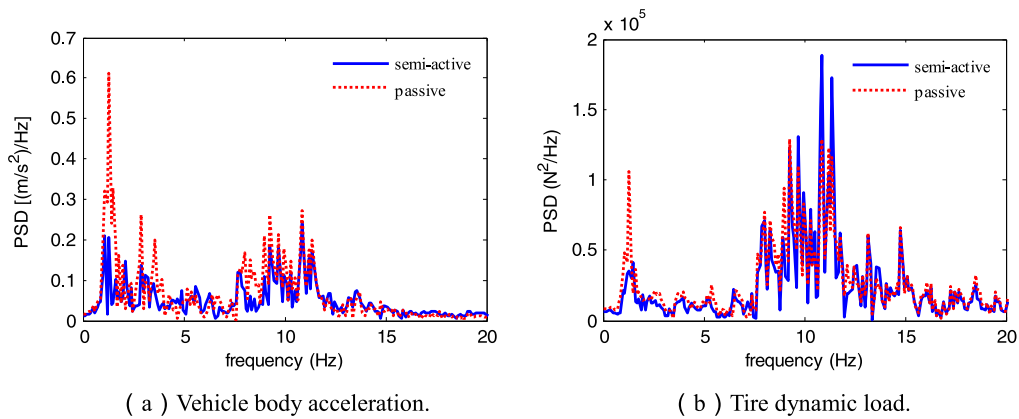 0.7
0.6
0.5
0.4
0.3
0.2
0.1
0
PSD [(m/s²)/Hz]
semi-active
passive
0 5 10 15 20
frequency (Hz)
( a ) Vehicle body acceleration.
x 10⁵
2
1.5
1
0.5
0
PSD (N²/Hz)
semi-active
passive
0 5 10 15 20
frequency (Hz)
( b ) Tire dynamic load.